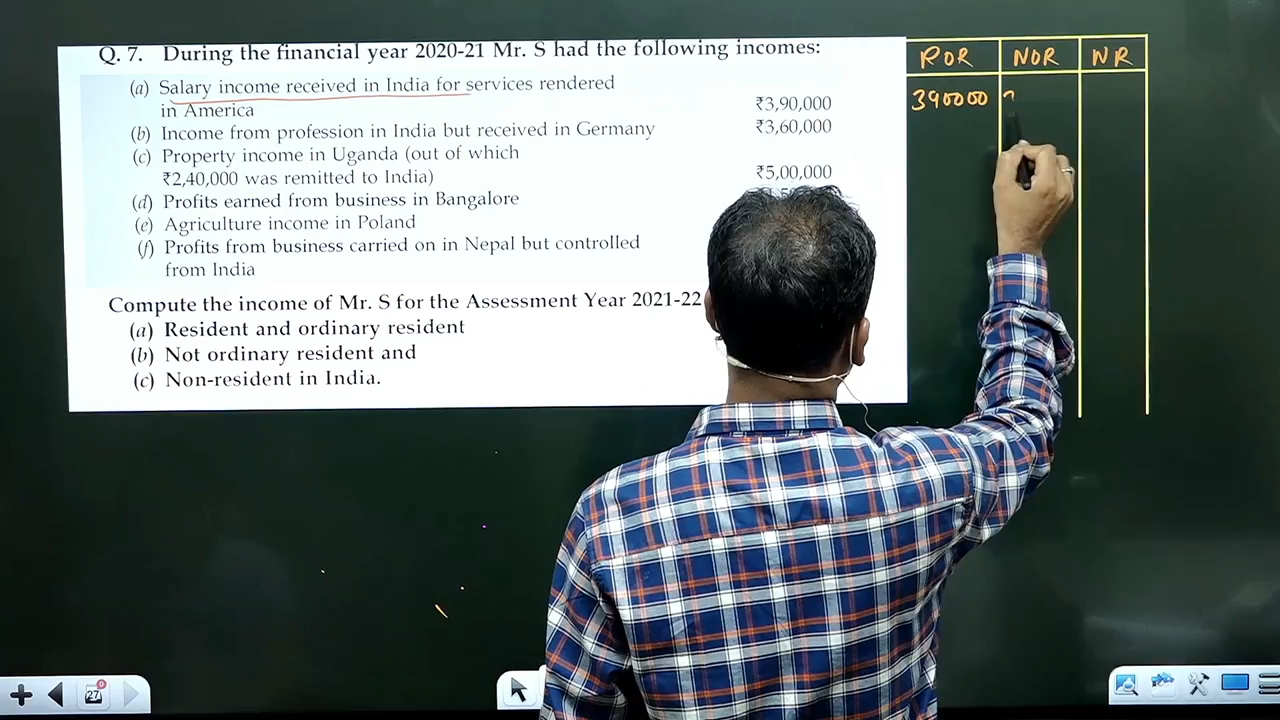 Q. 7. During the financial year 2020-21 Mr. S had the following incomes:
(a) Salary income received in India for services rendered
in America ₹3,90,000
(b) Income from profession in India but received in Germany ₹3,60,000
(c) Property income in Uganda (out of which
₹2,40,000 was remitted to India) ₹5,00,000
(d) Profits earned from business in Bangalore
(e) Agriculture income in Poland
(f) Profits from business carried on in Nepal but controlled
from India
Compute the income of Mr. S for the Assessment Year 2021-22
(a) Resident and ordinary resident
(b) Not ordinary resident and
(c) Non-resident in India.
ROR NOR NR
390000
27